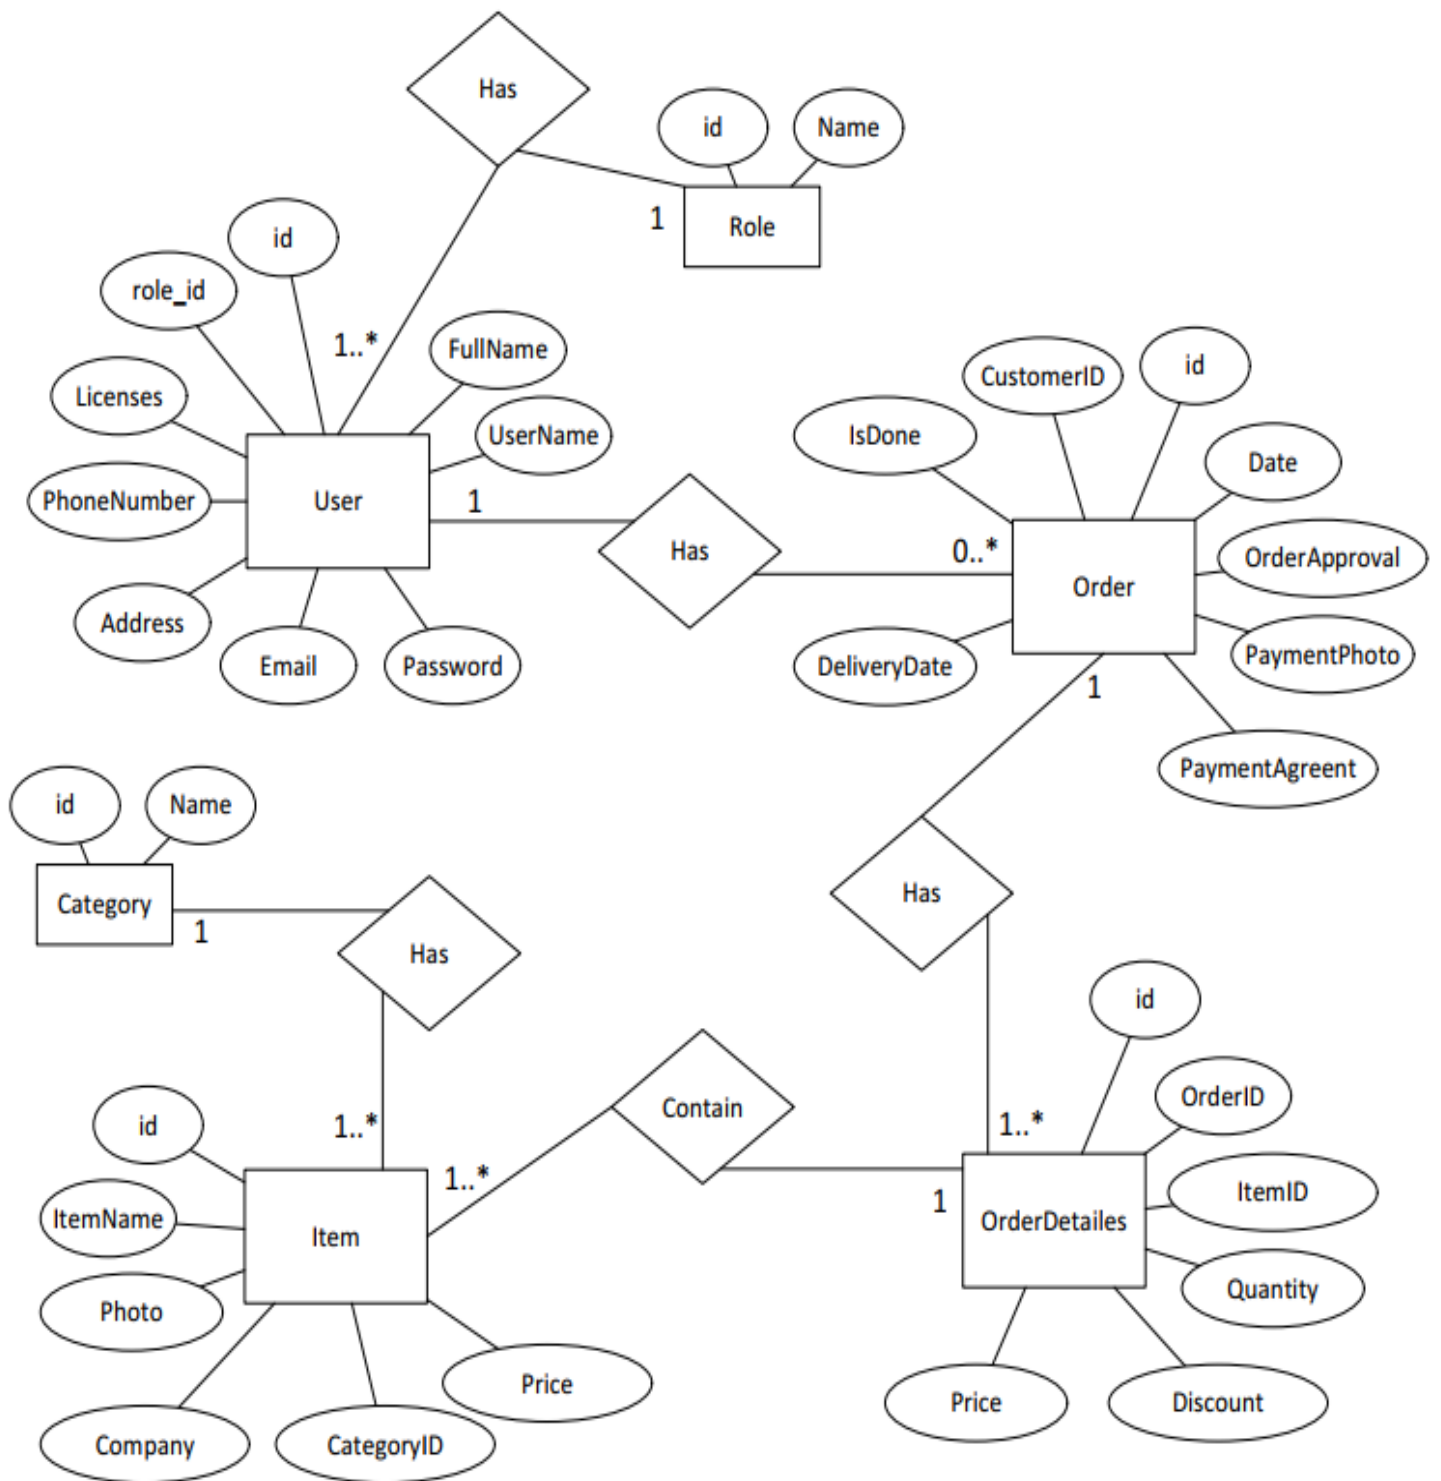 Has
id
Name
Role
1
id
role_id
1..*
FullName
Licenses
UserName
PhoneNumber
User
1
Address
Email
Password
Has
0..*
CustomerID
id
IsDone
Date
OrderApproval
Order
DeliveryDate
PaymentPhoto
1
PaymentAgreent
id
Name
Category
1
Has
Has
1..*
id
ItemName
Photo
Item
1..*
Contain
1
Company
CategoryID
Price
id
OrderID
1..*
ItemID
OrderDetailes
Quantity
Price
Discount